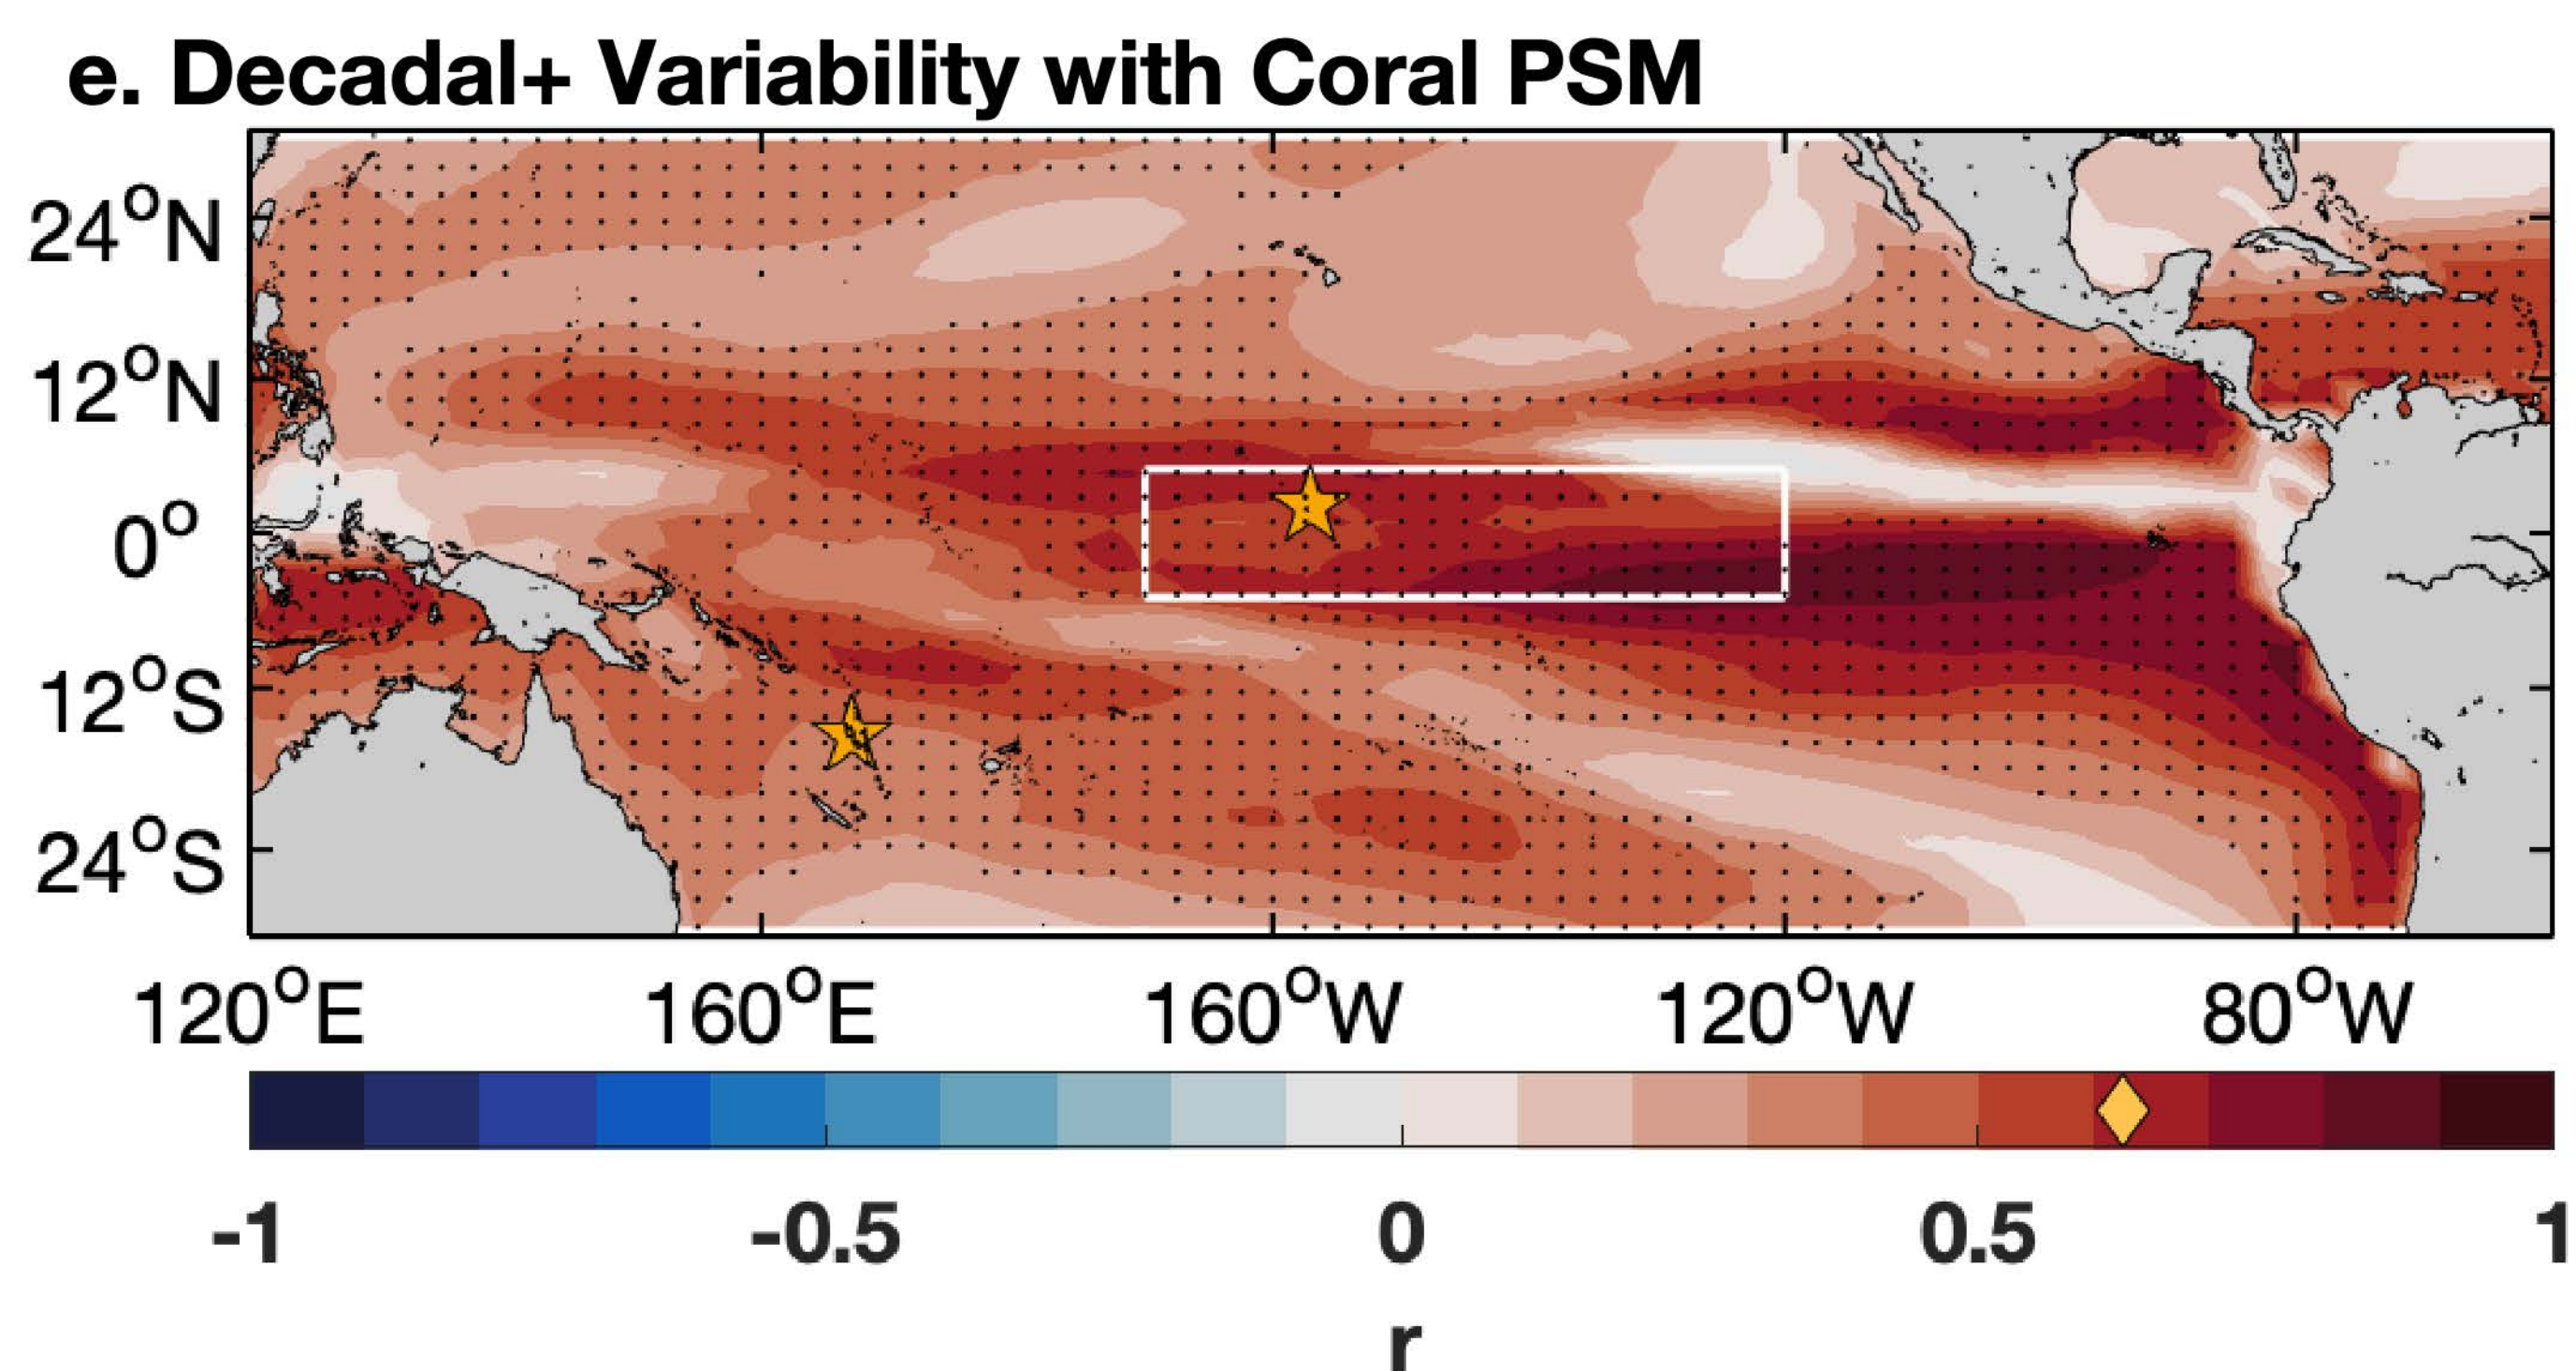 e. Decadal+ Variability with Coral PSM
24°N
12°N
0°
12°S
24°S
120°E 160°E 160°W 120°W 80°W
-1 -0.5 0 0.5 1
r